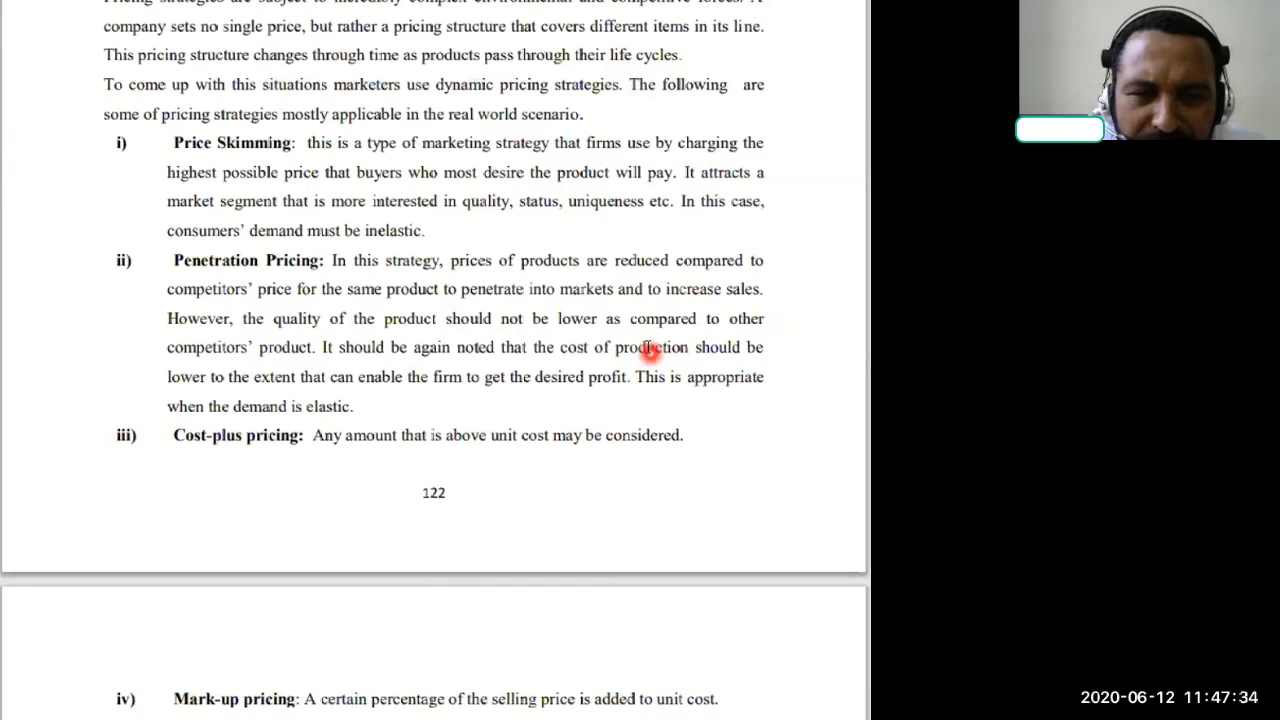 Pricing strategies are subject to incredibly complex environmental and competitive forces. A
company sets no single price, but rather a pricing structure that covers different items in its line.
This pricing structure changes through time as products pass through their life cycles.
To come up with this situations marketers use dynamic pricing strategies. The following are
some of pricing strategies mostly applicable in the real world scenario.
i) Price Skimming: this is a type of marketing strategy that firms use by charging the
highest possible price that buyers who most desire the product will pay. It attracts a
market segment that is more interested in quality, status, uniqueness etc. In this case,
consumers' demand must be inelastic.
ii) Penetration Pricing: In this strategy, prices of products are reduced compared to
competitors' price for the same product to penetrate into markets and to increase sales.
However, the quality of the product should not be lower as compared to other
competitors' product. It should be again noted that the cost of production should be
lower to the extent that can enable the firm to get the desired profit. This is appropriate
when the demand is elastic.
iii) Cost-plus pricing: Any amount that is above unit cost may be considered.
122
iv) Mark-up pricing: A certain percentage of the selling price is added to unit cost.
2020-06-12 11:47:34